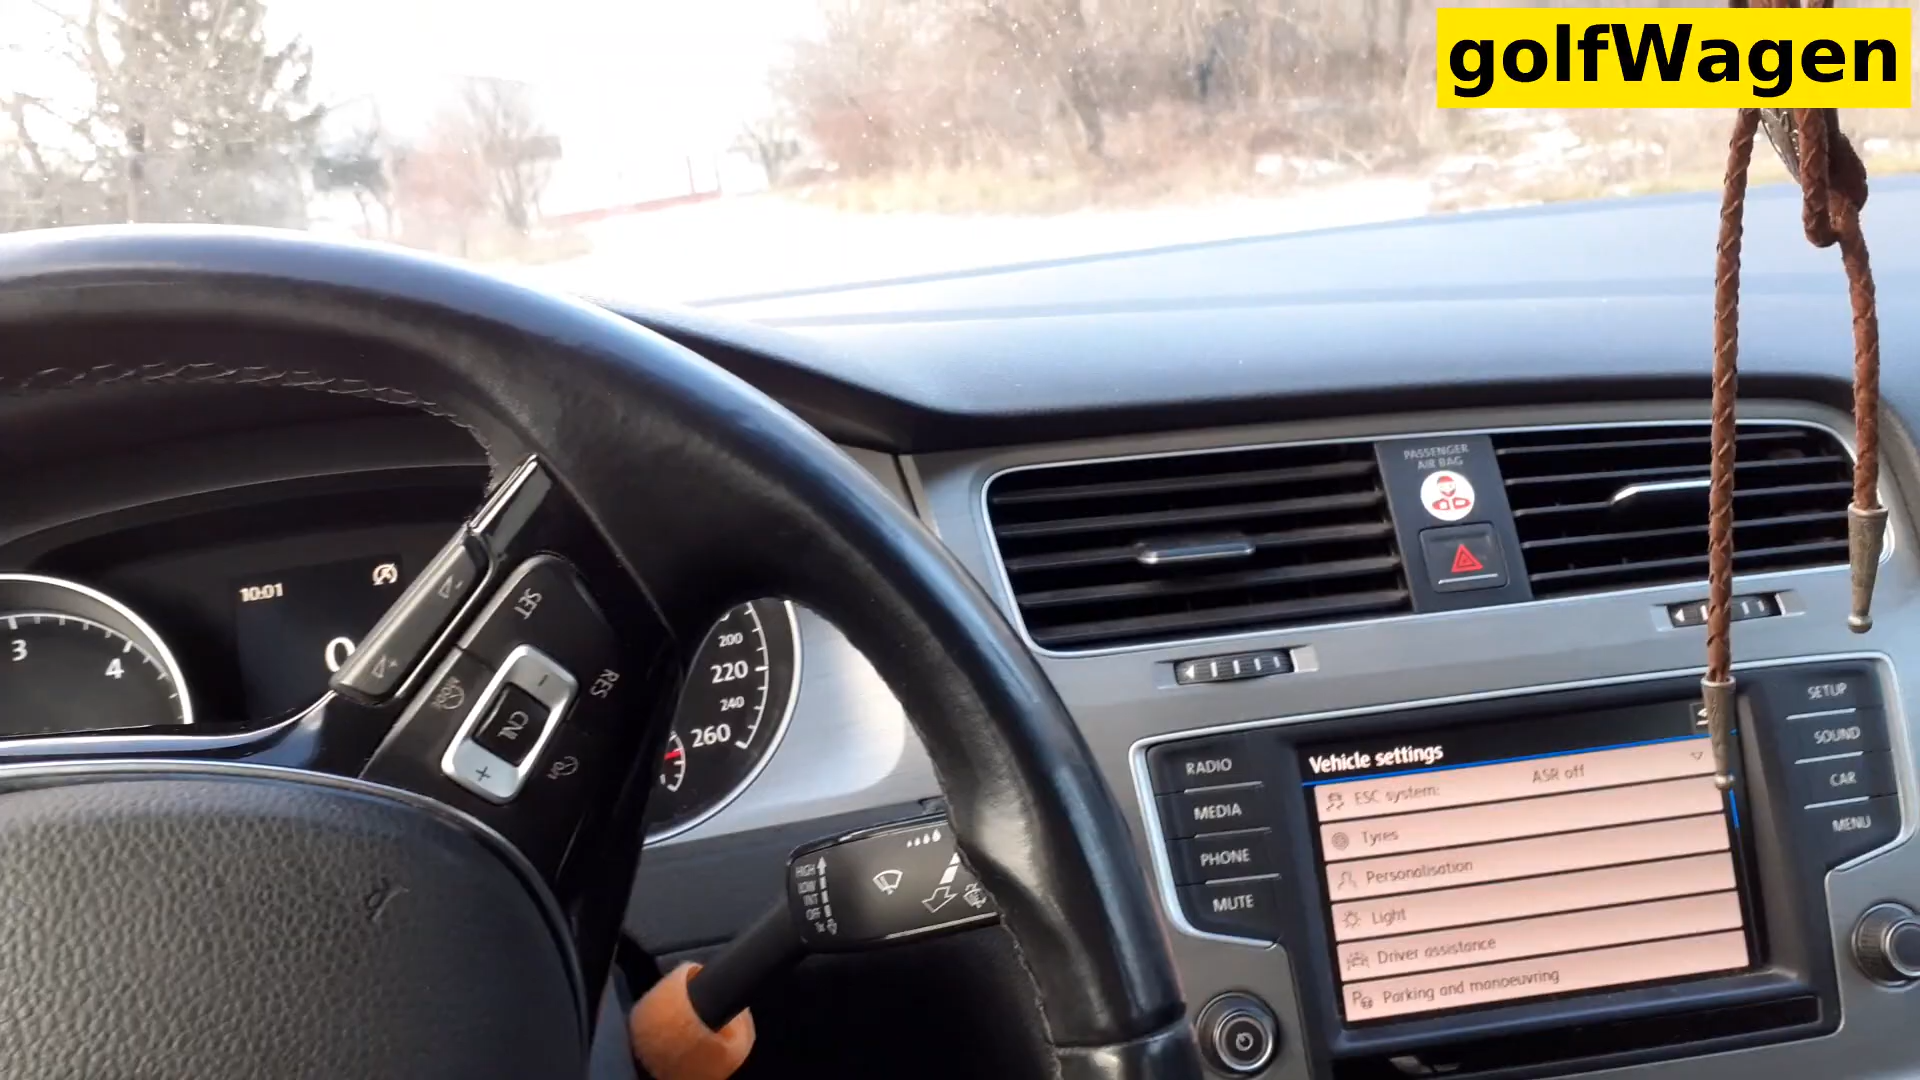 golfWagen
PASSENGER
AIR BAG
10:01
0
3
4
SET
RES
CNL
200
220
240
260
HIGH
LOW
INT
OFF
1x
RADIO
MEDIA
PHONE
MUTE
SETUP
SOUND
CAR
MENU
Vehicle settings
ESC system: ASR off
Tyres
Personalisation
Light
Driver assistance
Parking and manoeuvring